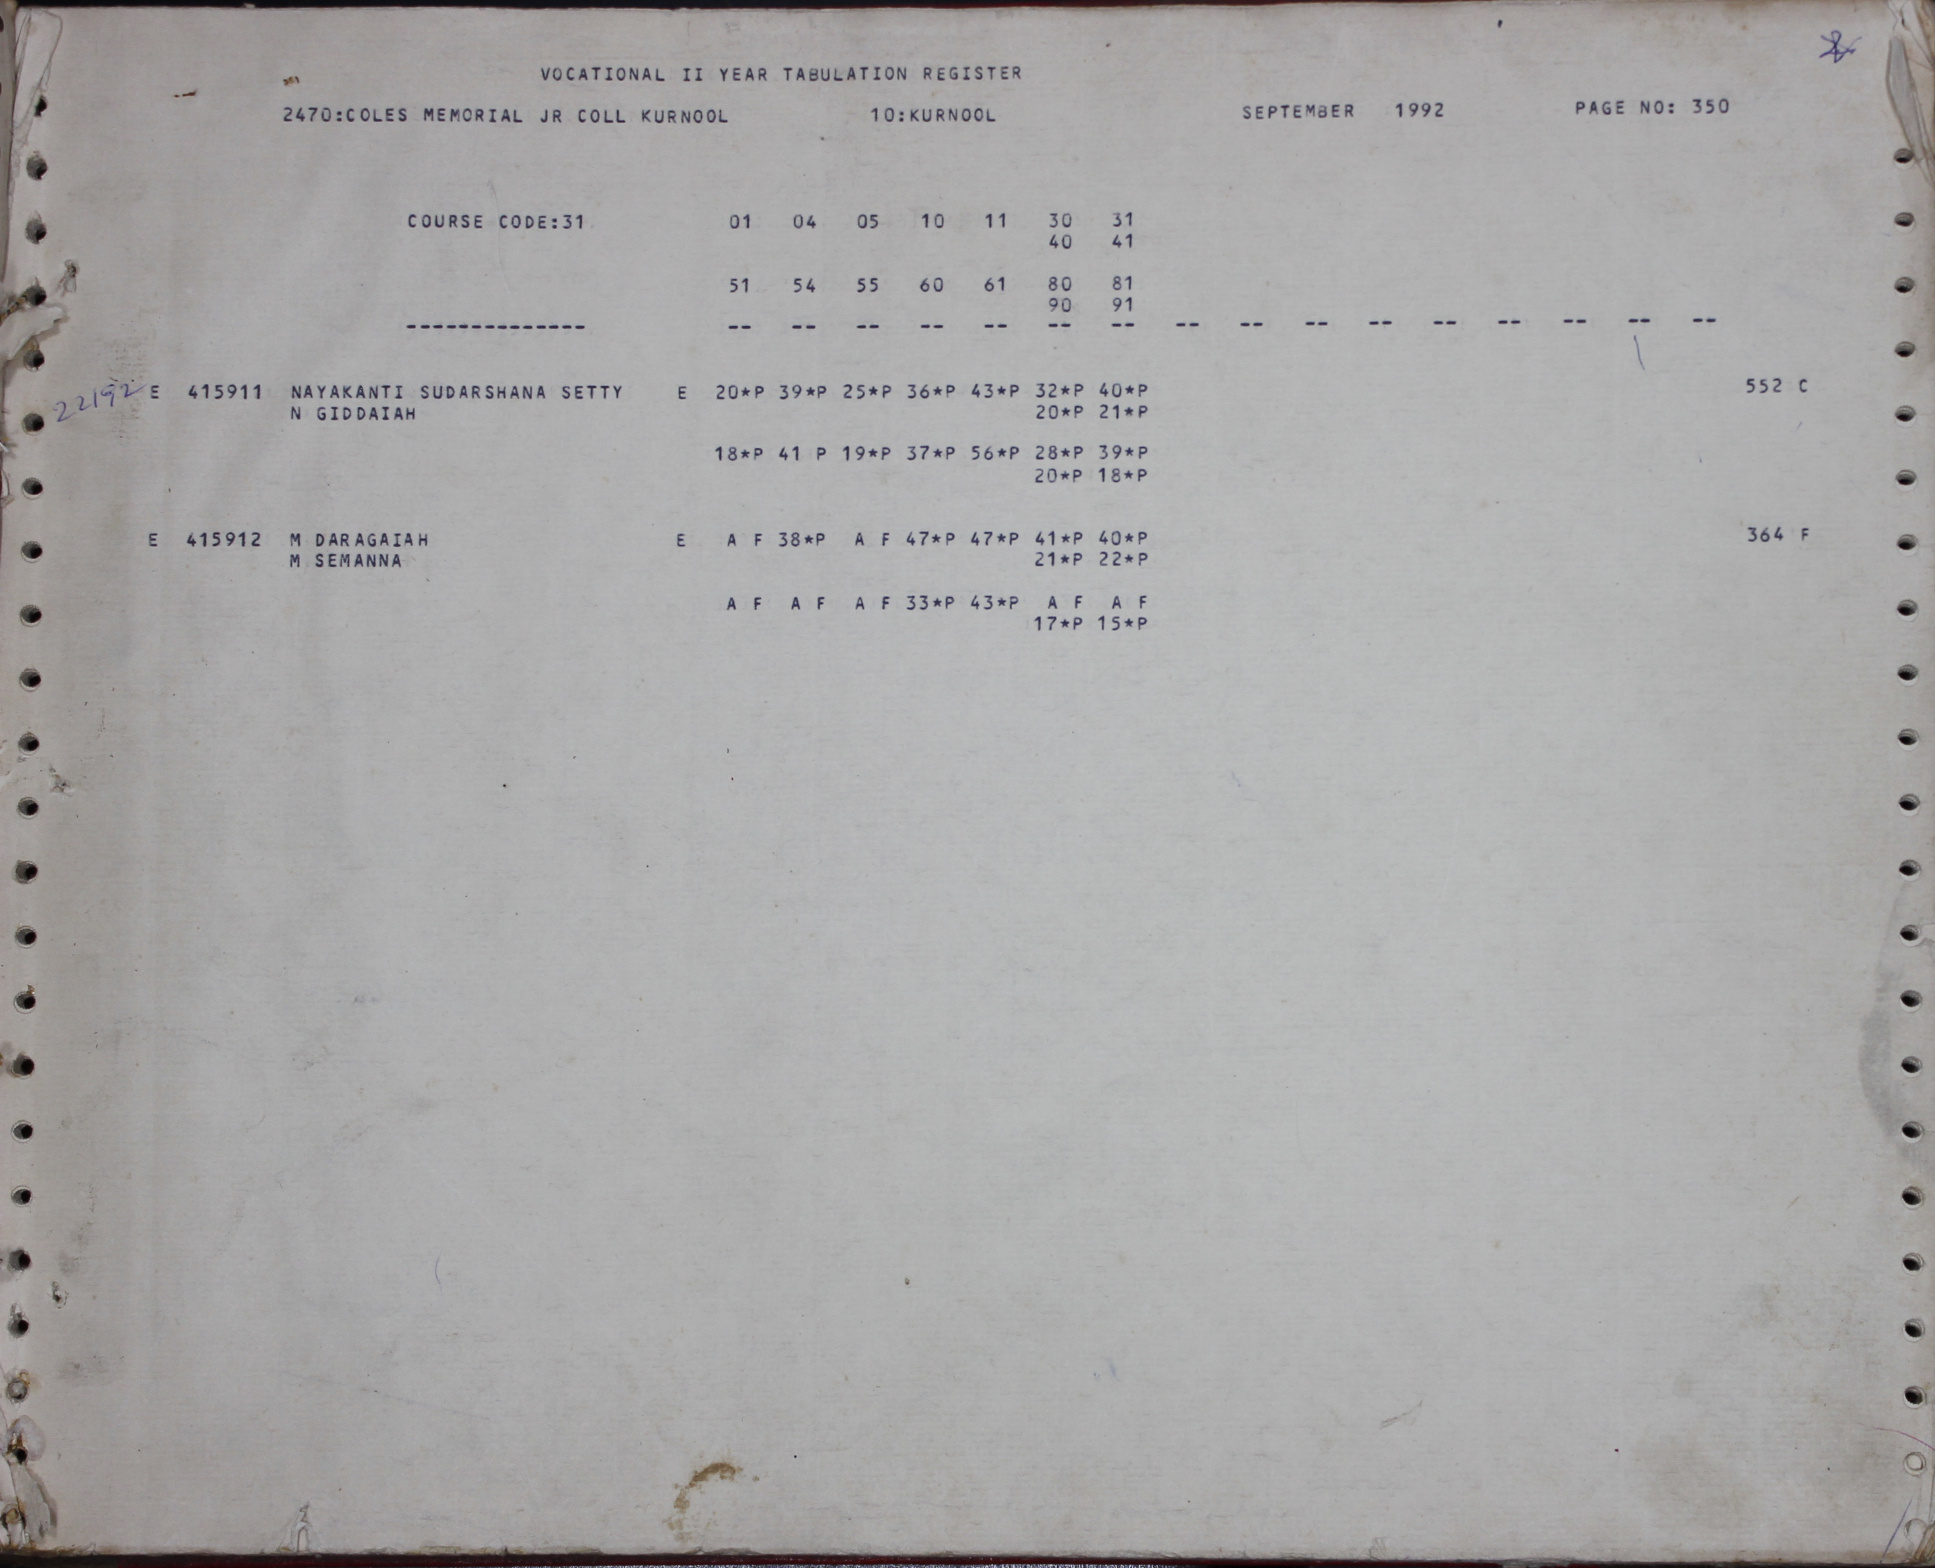 VOCATIONAL II YEAR TABULATION REGISTER
2470:COLES MEMORIAL JR COLL KURNOOL 10:KURNOOL SEPTEMBER 1992 PAGE NO: 350
COURSE CODE:31 01 04 05 10 11 30 31
40 41
51 54 55 60 61 80 81
90 91
-------------- -- -- -- -- -- -- -- -- -- -- -- -- -- -- -- --
22192 E 415911 NAYAKANTI SUDARSHANA SETTY E 20*P 39*P 25*P 36*P 43*P 32*P 40*P 552 C
N GIDDAIAH 20*P 21*P
18*P 41 P 19*P 37*P 56*P 28*P 39*P
20*P 18*P
E 415912 M DARAGAIAH E A F 38*P A F 47*P 47*P 41*P 40*P 364 F
M SEMANNA 21*P 22*P
A F A F A F 33*P 43*P A F A F
17*P 15*P